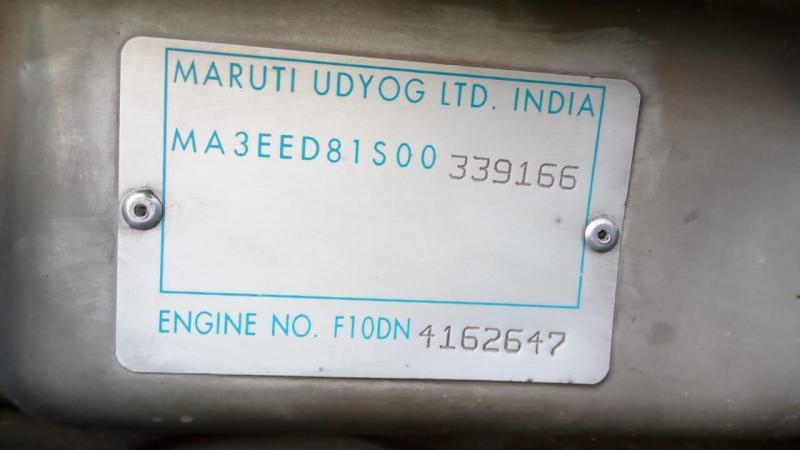 MARUTI UDYOG LTD. INDIA
MA3EED81S00 339166
ENGINE NO. F10DN 4162647